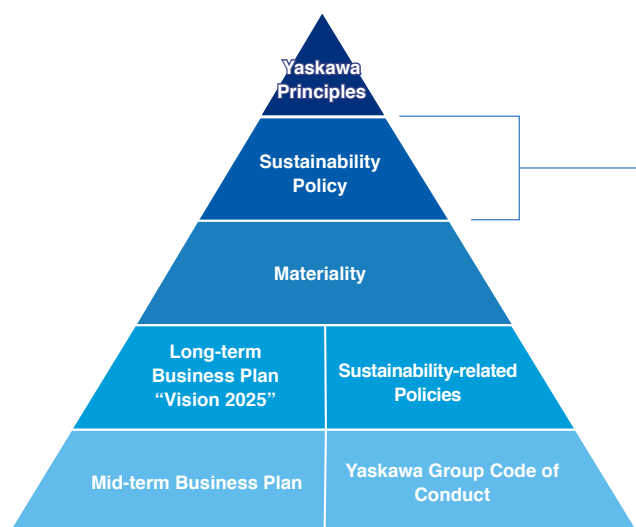 Yaskawa
Principles
Sustainability
Policy
Materiality
Long-term
Business Plan
“Vision 2025”
Sustainability-related
Policies
Mid-term Business Plan
Yaskawa Group Code of
Conduct